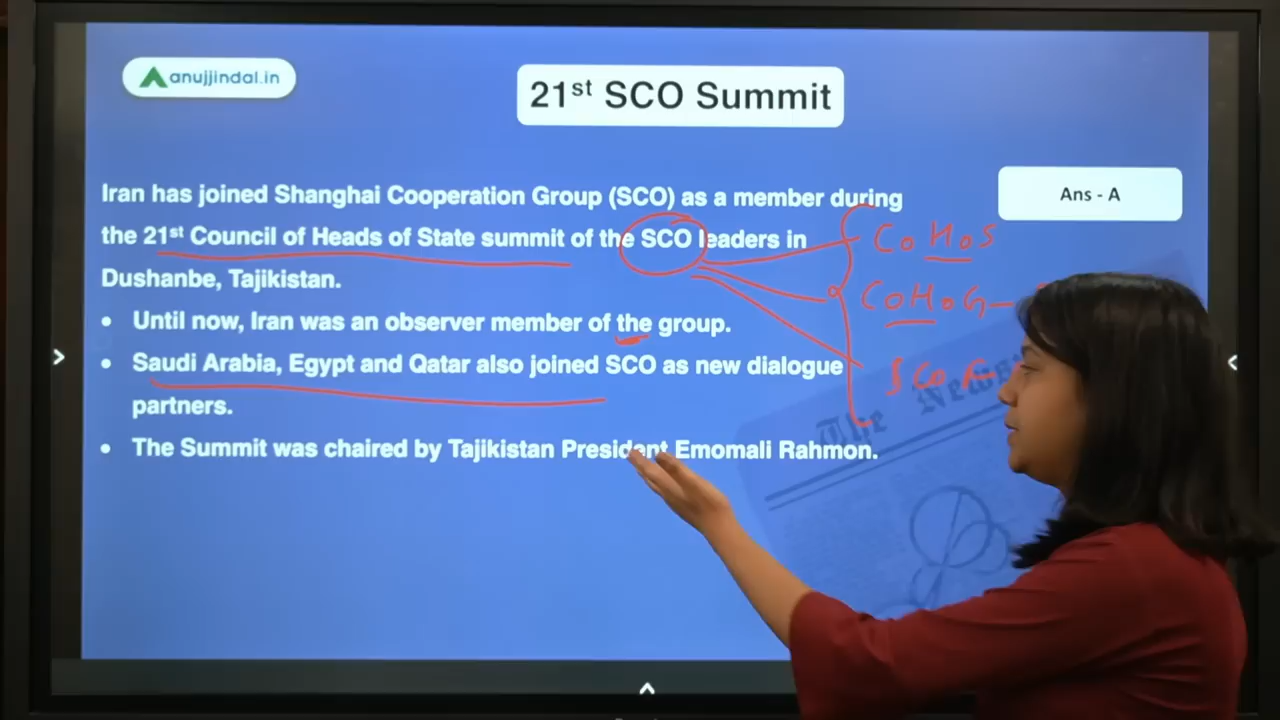 anujjindal.in
21st SCO Summit
Iran has joined Shanghai Cooperation Group (SCO) as a member during
the 21st Council of Heads of State summit of the SCO leaders in
Dushanbe, Tajikistan.
• Until now, Iran was an observer member of the group.
• Saudi Arabia, Egypt and Qatar also joined SCO as new dialogue
partners.
• The Summit was chaired by Tajikistan President Emomali Rahmon.
Ans - A
CoHoS
CoHoG
The News